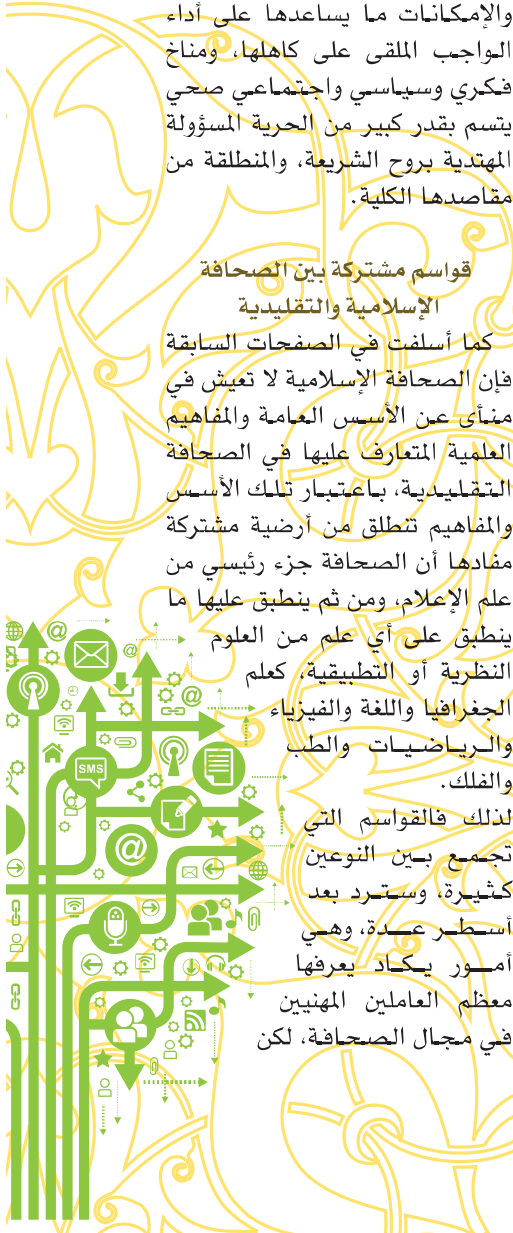 والإمكانات ما يساعدها على أداء
الواجب الملقى على كاهلها، ومناخ
فكري وسياسي واجتماعي صحي
يتسم بقدر كبير من الحرية المسؤولة
المهتدية بروح الشريعة، والمنطلقة من
مقاصدها الكلية.
قواسم مشتركة بين الصحافة
الإسلامية والتقليدية
كما أسلفت في الصفحات السابقة
فإن الصحافة الإسلامية لا تعيش في
منأى عن الأسس العامة والمفاهيم
العلمية المتعارف عليها في الصحافة
التقليدية، باعتبار تلك الأسس
والمفاهيم تنطلق من أرضية مشتركة
مفادها أن الصحافة جزء رئيسي من
علم الإعلام، ومن ثم ينطبق عليها ما
ينطبق على أي علم من العلوم
النظرية أو التطبيقية، كعلم
الجغرافيا واللغة والفيزياء
والرياضيات والطب
والفلك.
لذلك فالقواسم التي
تجمع بين النوعين
كثيرة، وسترد بعد
أسطر عدة، وهي
أمور يكاد يعرفها
معظم العاملين المهنيين
في مجال الصحافة، لكن
SMS